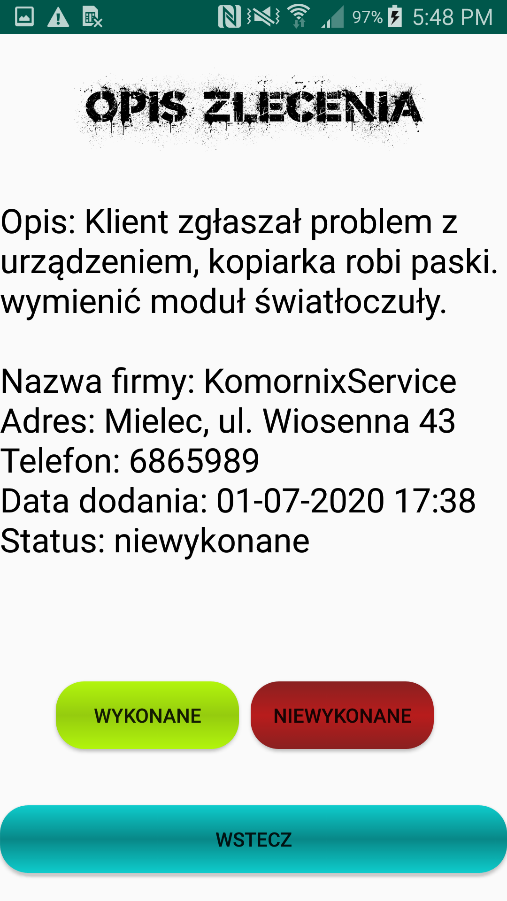 97% 5:48 PM
OPIS ZLECENIA
Opis: Klient zgłaszał problem z
urządzeniem, kopiarka robi paski.
wymienić moduł światłoczuły.
Nazwa firmy: KomornixService
Adres: Mielec, ul. Wiosenna 43
Telefon: 6865989
Data dodania: 01-07-2020 17:38
Status: niewykonane
WYKONANE NIEWYKONANE
WSTECZ